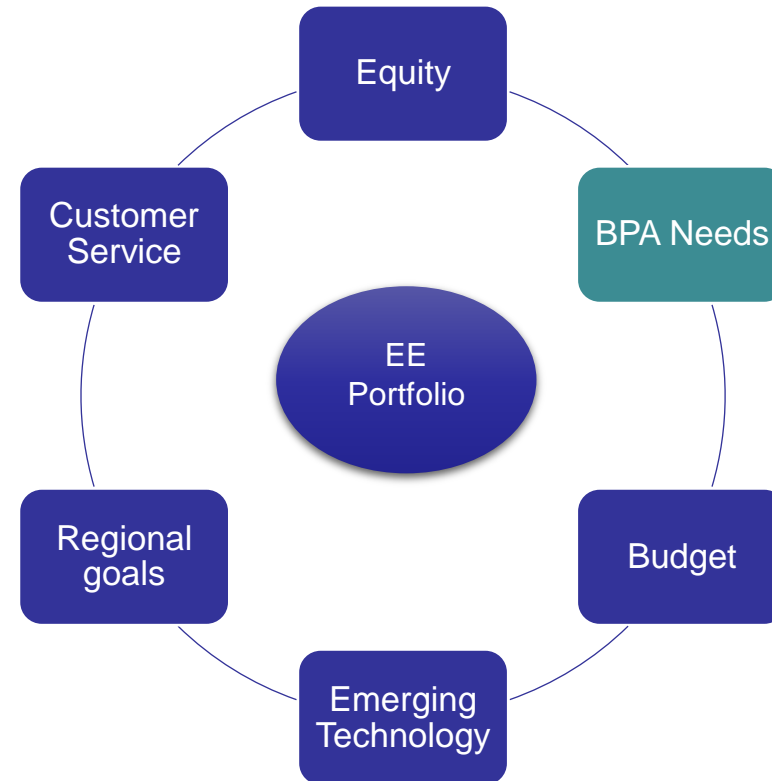 Equity
Customer
Service
BPA Needs
EE
Portfolio
Regional
goals
Budget
Emerging
Technology